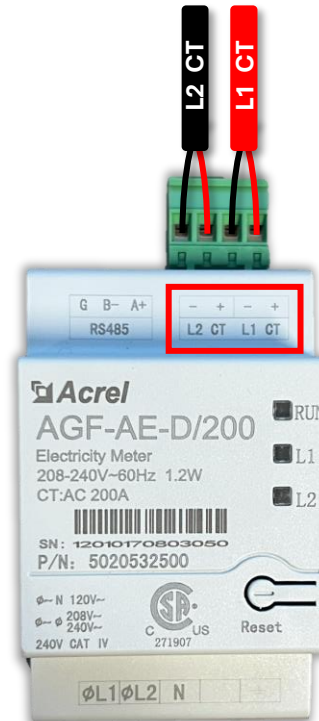 L2 CT
L1 CT
G B- A+
- + - +
RS485
L2 CT L1 CT
Acrel
AGF-AE-D/200
RUN
Electricity Meter
L1
208-240V~60Hz 1.2W
CT:AC 200A
L2
SN: 12010170803050
P/N: 5020532500
ϕ-N 120V~
ϕ-ϕ 208V~
240V~
240V CAT IV
C US
271907
Reset
ϕL1 ϕL2 N